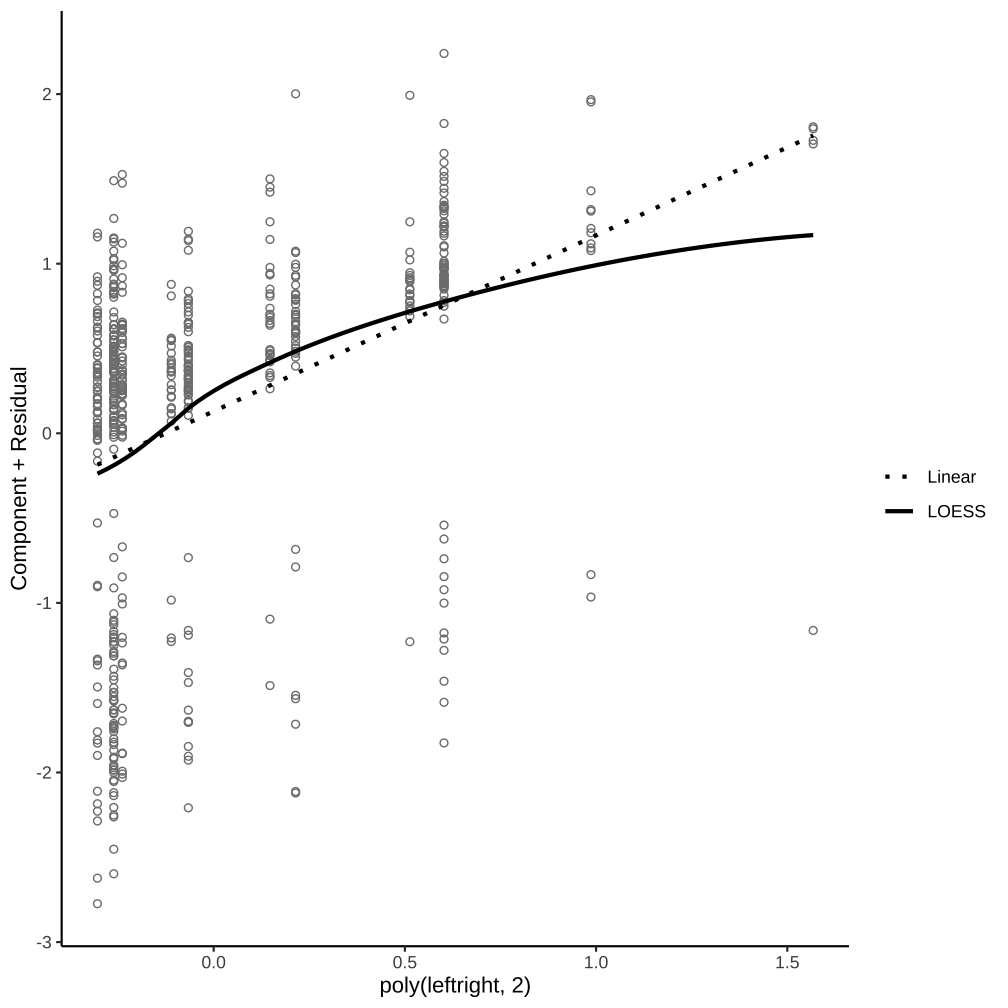 Component + Residual
2
1
0
-1
-2
-3
0.0 0.5 1.0 1.5
poly(leftright, 2)
Linear
LOESS